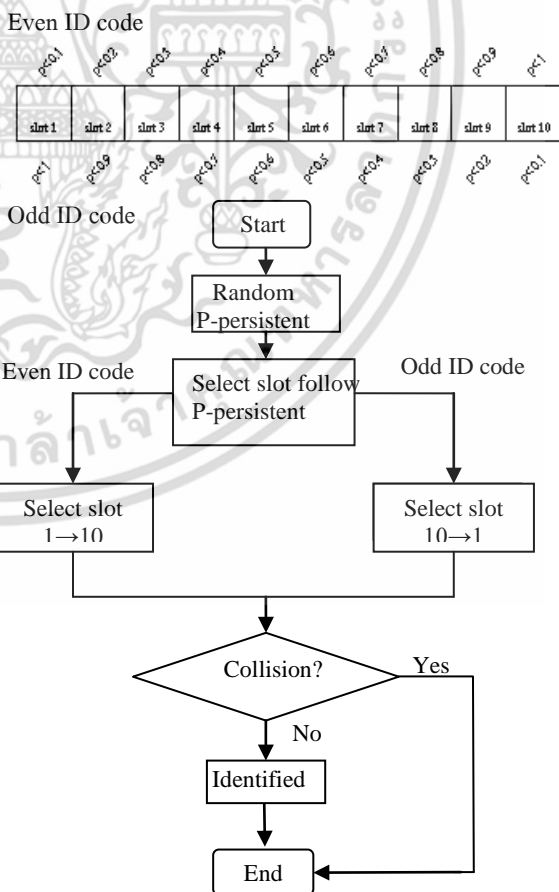 Even ID code
p<0.1 p<0.2 p<0.3 p<0.4 p<0.5 p<0.6 p<0.7 p<0.8 p<0.9 p<1
slot 1 slot 2 slot 3 slot 4 slot 5 slot 6 slot 7 slot 8 slot 9 slot 10
p<1 p<0.9 p<0.8 p<0.7 p<0.6 p<0.5 p<0.4 p<0.3 p<0.2 p<0.1
Odd ID code
Start
Random
P-persistent
Even ID code
Odd ID code
Select slot follow
P-persistent
Select slot
1→10
Select slot
10→1
Collision?
Yes
No
Identified
End